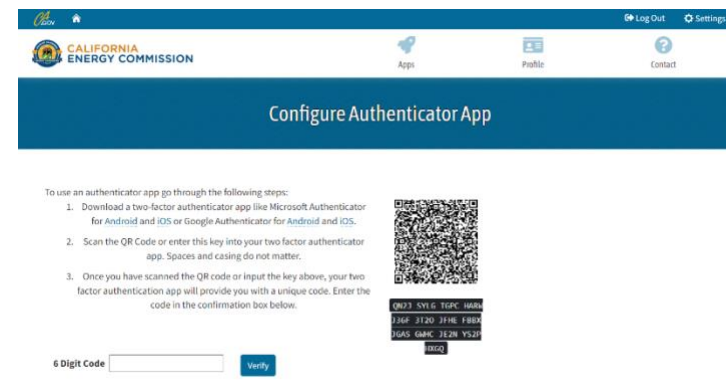 CA.GOV
Log Out Settings
CALIFORNIA
ENERGY COMMISSION
Apps
Profile
Contact
Configure Authenticator App
To use an authenticator app go through the following steps:
1. Download a two-factor authenticator app like Microsoft Authenticator
for Android and iOS or Google Authenticator for Android and iOS.
2. Scan the QR Code or enter this key into your two factor authenticator
app. Spaces and casing do not matter.
3. Once you have scanned the QR code or input the key above, your two
factor authentication app will provide you with a unique code. Enter the
code in the confirmation box below.
SYLG TGPC
3T2O
6 Digit Code
Verify